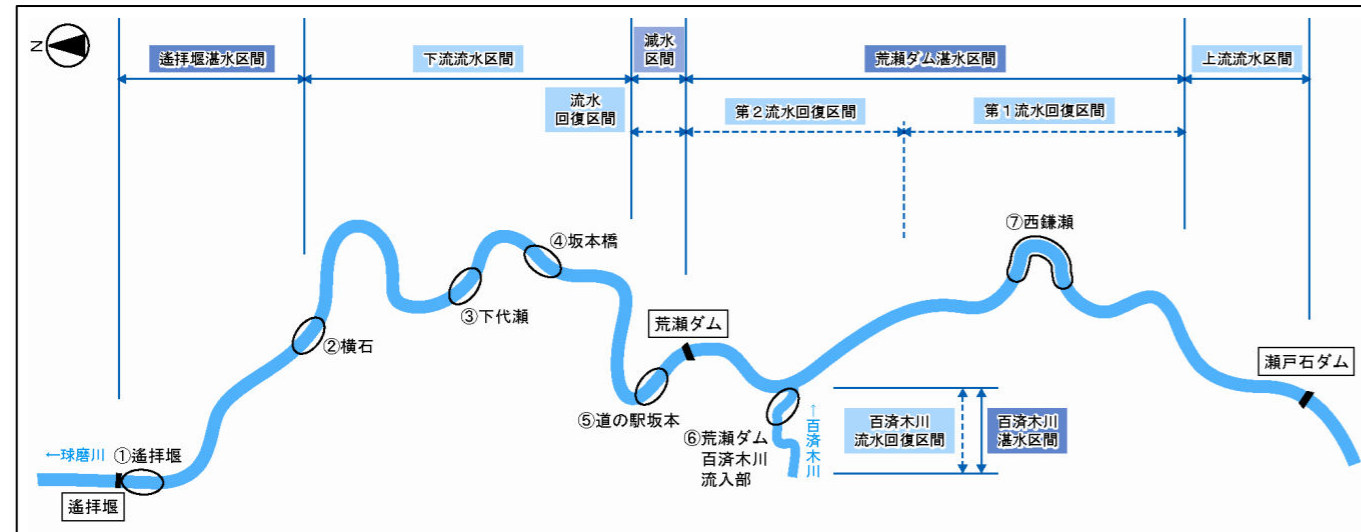 N
遙拝堰湛水区間
下流流水区間
減水
区間
荒瀬ダム湛水区間
上流流水区間
流水
回復区間
第2流水回復区間
第1流水回復区間
⑦西鎌瀬
④坂本橋
③下代瀬
②横石
荒瀬ダム
瀬戸石ダム
⑤道の駅坂本
⑥荒瀬ダム
百済木川
流入部
↑百済木川
百済木川
流水回復区間
百済木川
湛水区間
←球磨川
①遙拝堰
遙拝堰